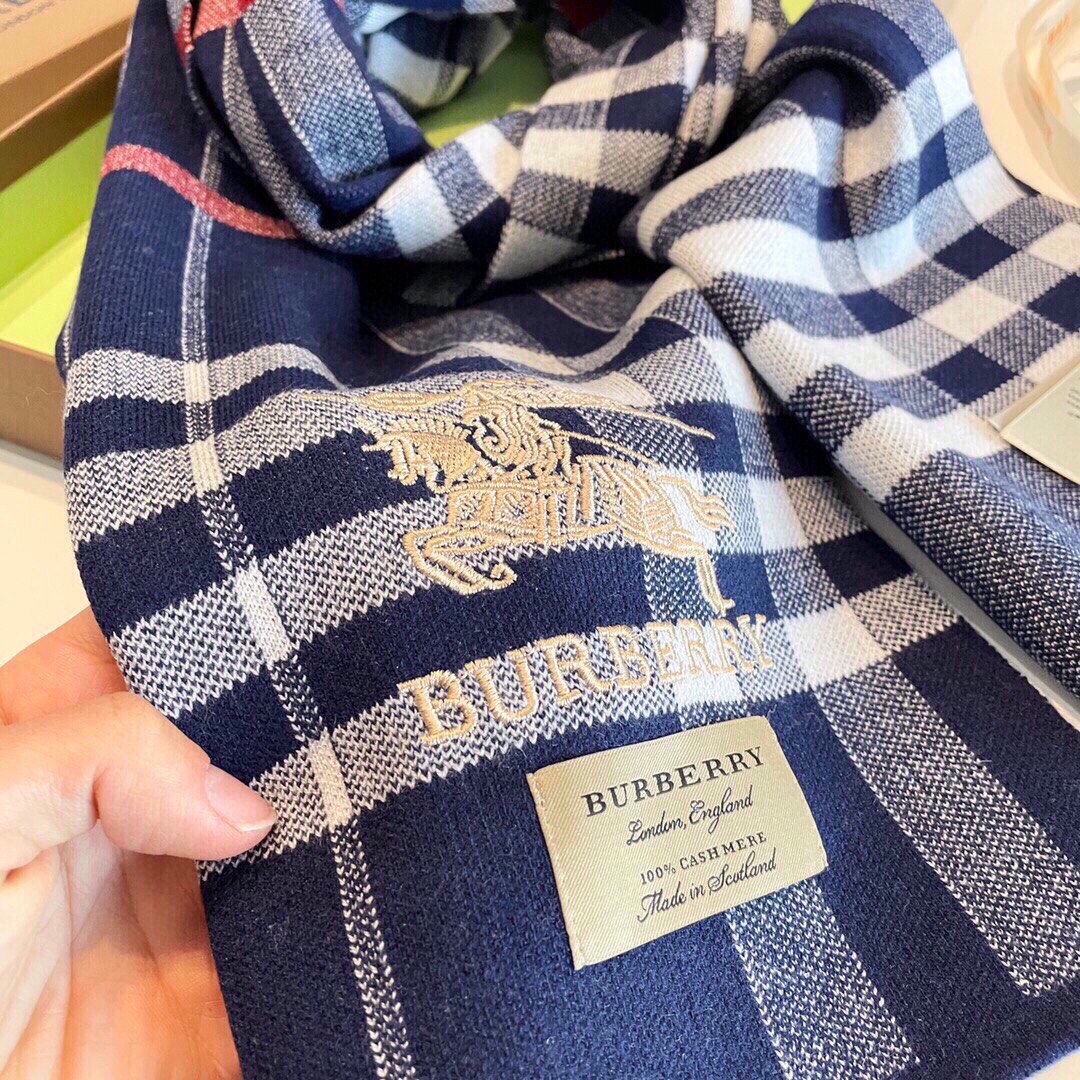 BURBERRY
BURBERRY
London, England
100% CASHMERE
Made in Scotland